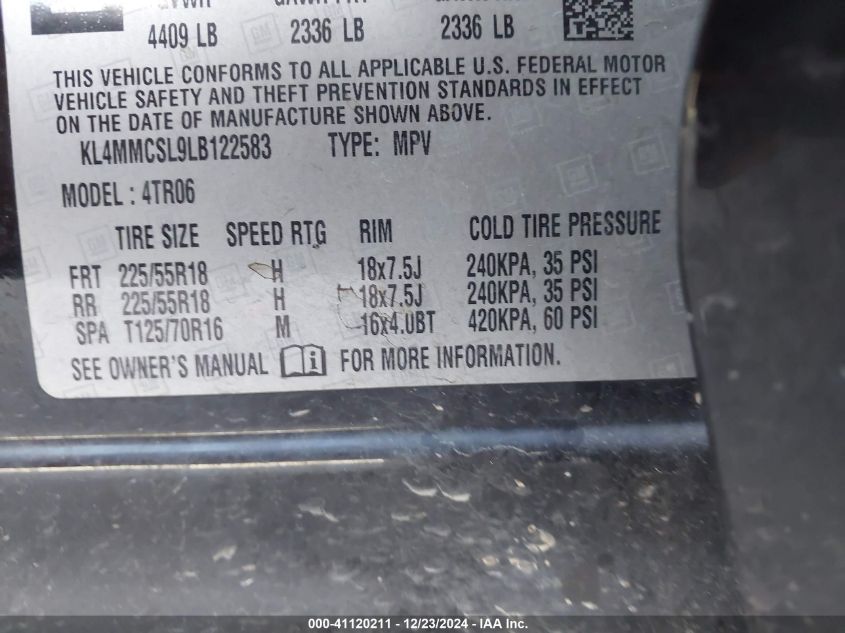 4409 LB 2336 LB 2336 LB
THIS VEHICLE CONFORMS TO ALL APPLICABLE U.S. FEDERAL MOTOR
VEHICLE SAFETY AND THEFT PREVENTION STANDARDS IN EFFECT
ON THE DATE OF MANUFACTURE SHOWN ABOVE.
KL4MMCSL9LB122583 TYPE: MPV
MODEL : 4TR06
TIRE SIZE SPEED RTG RIM COLD TIRE PRESSURE
FRT 225/55R18 H 18x7.5J 240KPA, 35 PSI
RR 225/55R18 H 18x7.5J 240KPA, 35 PSI
SPA T125/70R16 M 16x4.0BT 420KPA, 60 PSI
SEE OWNER'S MANUAL i FOR MORE INFORMATION.
000-41120211 - 12/23/2024 - IAA Inc.